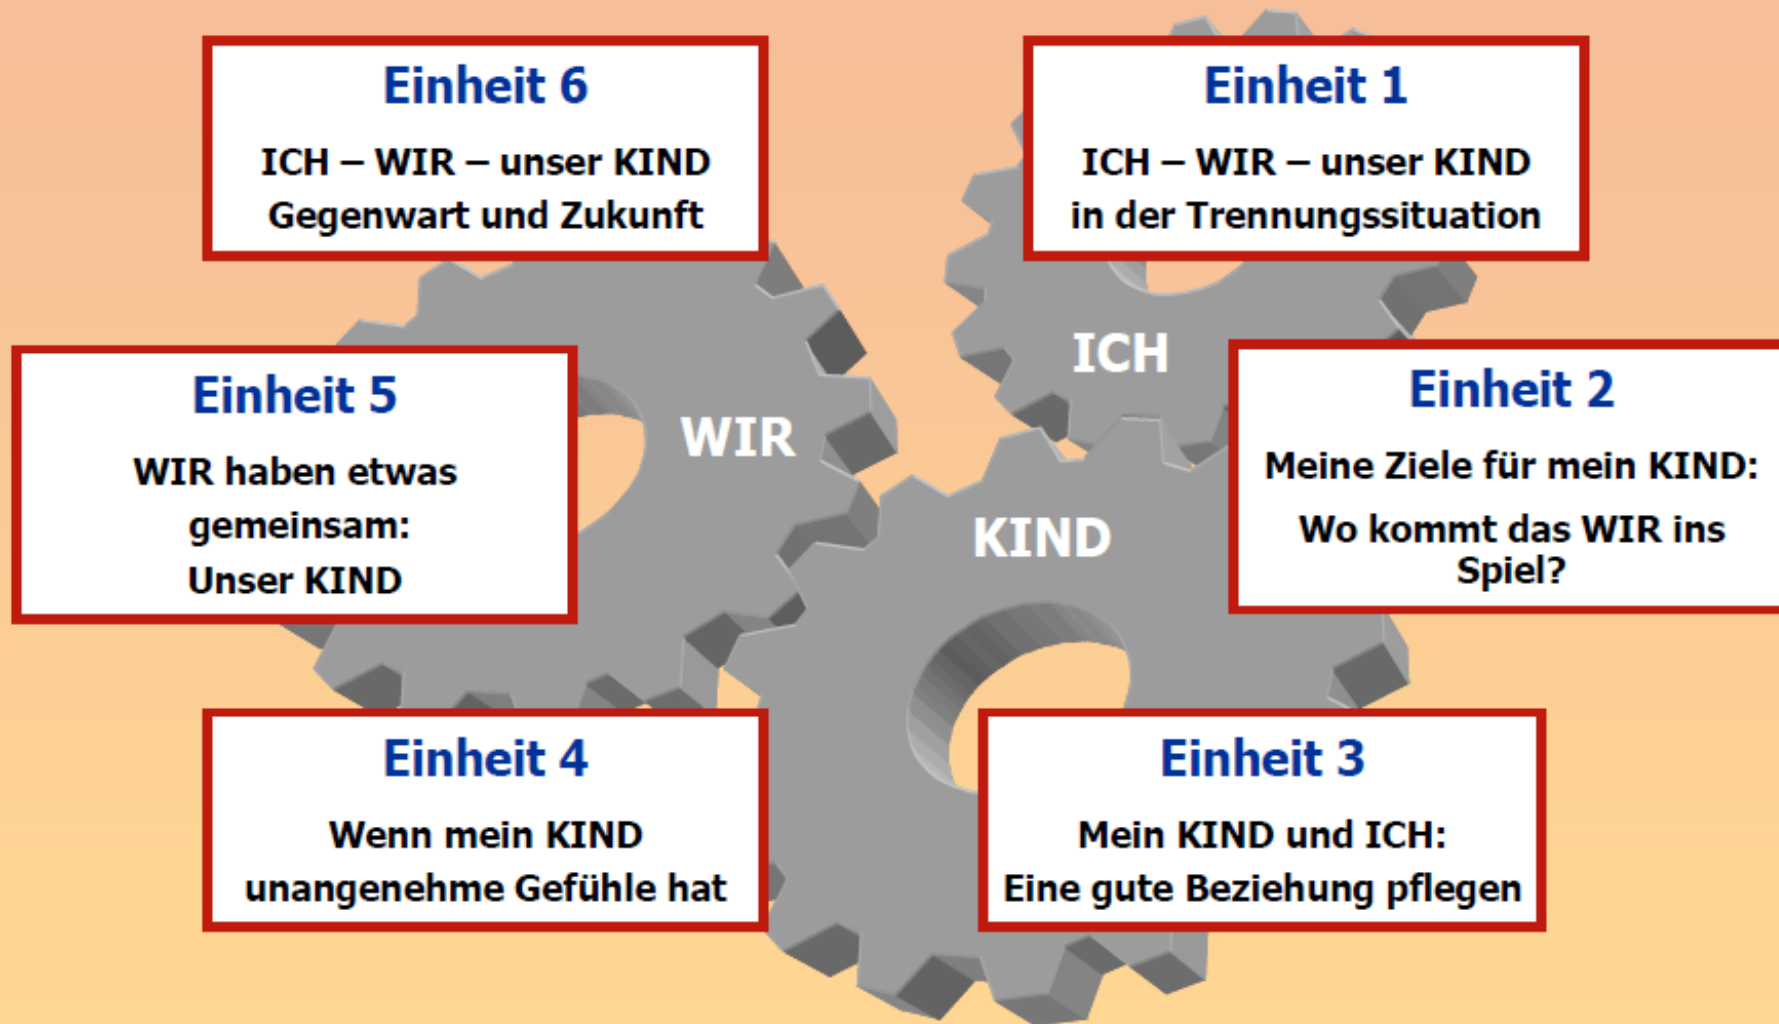 Einheit 6
ICH – WIR – unser KIND
Gegenwart und Zukunft
Einheit 1
ICH – WIR – unser KIND
in der Trennungssituation
ICH
Einheit 5
WIR haben etwas
gemeinsam:
Unser KIND
WIR
KIND
Einheit 2
Meine Ziele für mein KIND:
Wo kommt das WIR ins
Spiel?
Einheit 4
Wenn mein KIND
unangenehme Gefühle hat
Einheit 3
Mein KIND und ICH:
Eine gute Beziehung pflegen